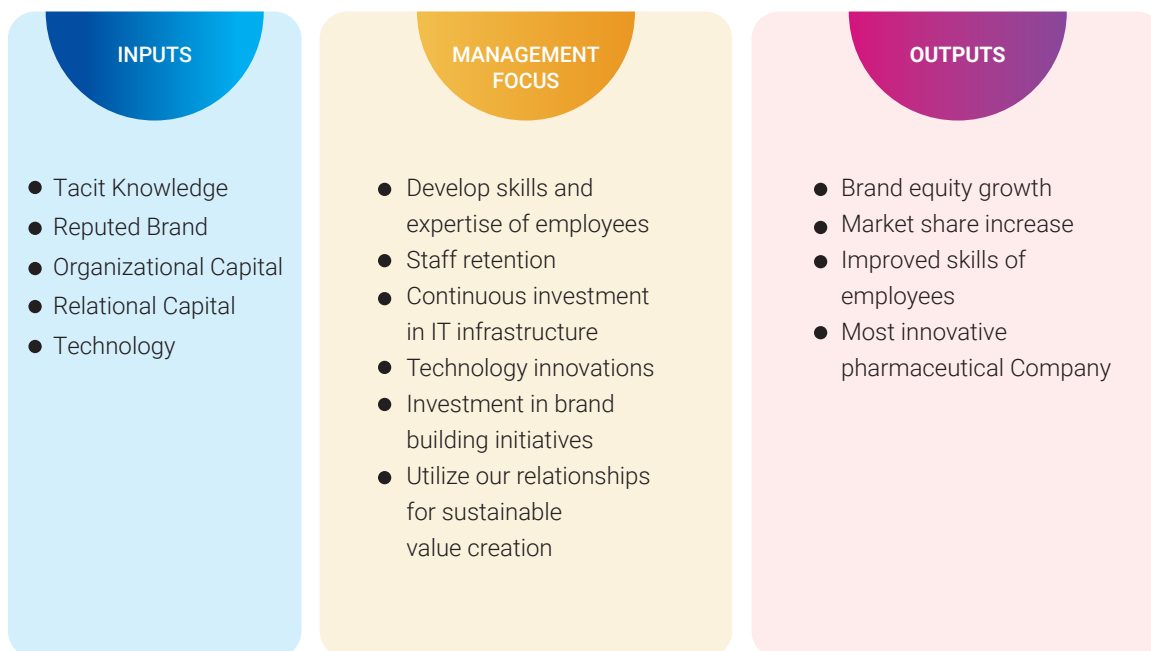 INPUTS
● Tacit Knowledge
● Reputed Brand
● Organizational Capital
● Relational Capital
● Technology
MANAGEMENT
FOCUS
● Develop skills and
expertise of employees
● Staff retention
● Continuous investment
in IT infrastructure
● Technology innovations
● Investment in brand
building initiatives
● Utilize our relationships
for sustainable
value creation
OUTPUTS
● Brand equity growth
● Market share increase
● Improved skills of
employees
● Most innovative
pharmaceutical Company